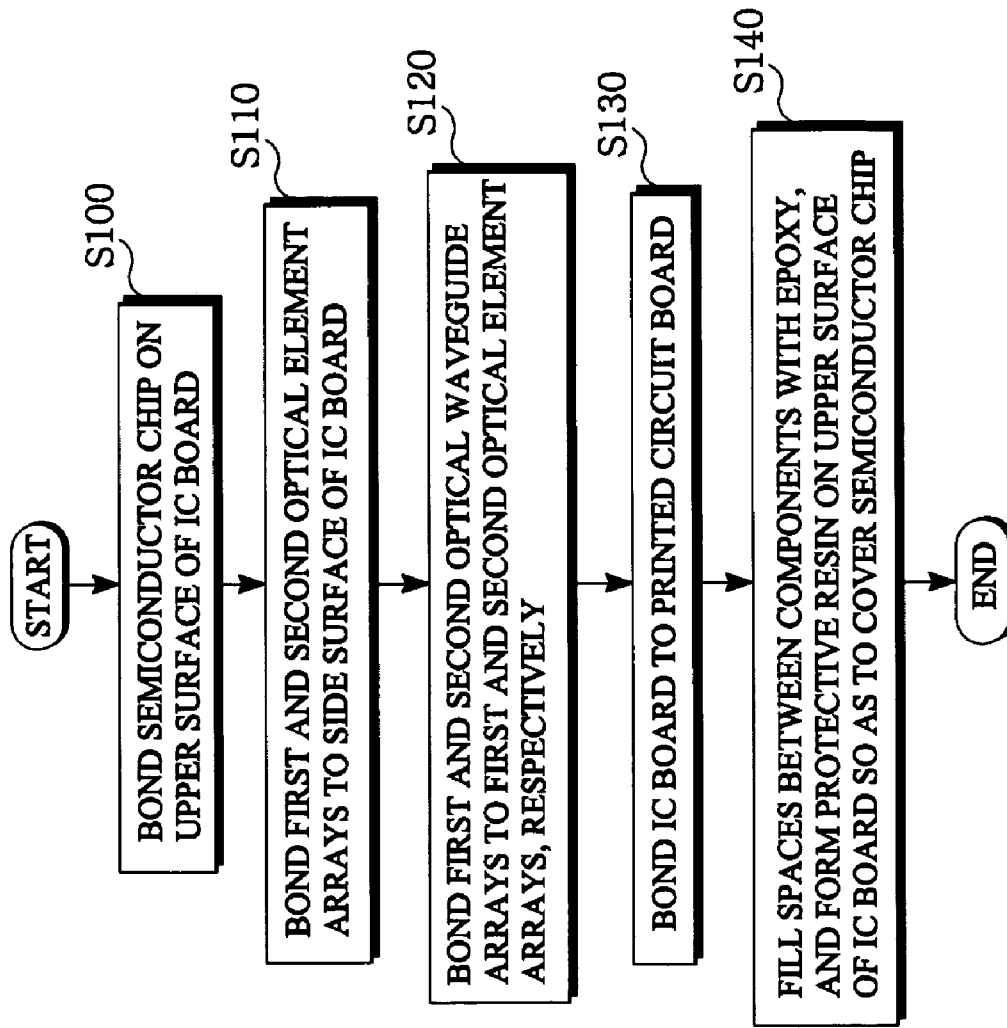 START
S100
BOND SEMICONDUCTOR CHIP ON
UPPER SURFACE OF IC BOARD
S110
BOND FIRST AND SECOND OPTICAL ELEMENT
ARRAYS TO SIDE SURFACE OF IC BOARD
S120
BOND FIRST AND SECOND OPTICAL WAVEGUIDE
ARRAYS TO FIRST AND SECOND OPTICAL ELEMENT
ARRAYS, RESPECTIVELY
S130
BOND IC BOARD TO PRINTED CIRCUIT BOARD
S140
FILL SPACES BETWEEN COMPONENTS WITH EPOXY,
AND FORM PROTECTIVE RESIN ON UPPER SURFACE
OF IC BOARD SO AS TO COVER SEMICONDUCTOR CHIP
END